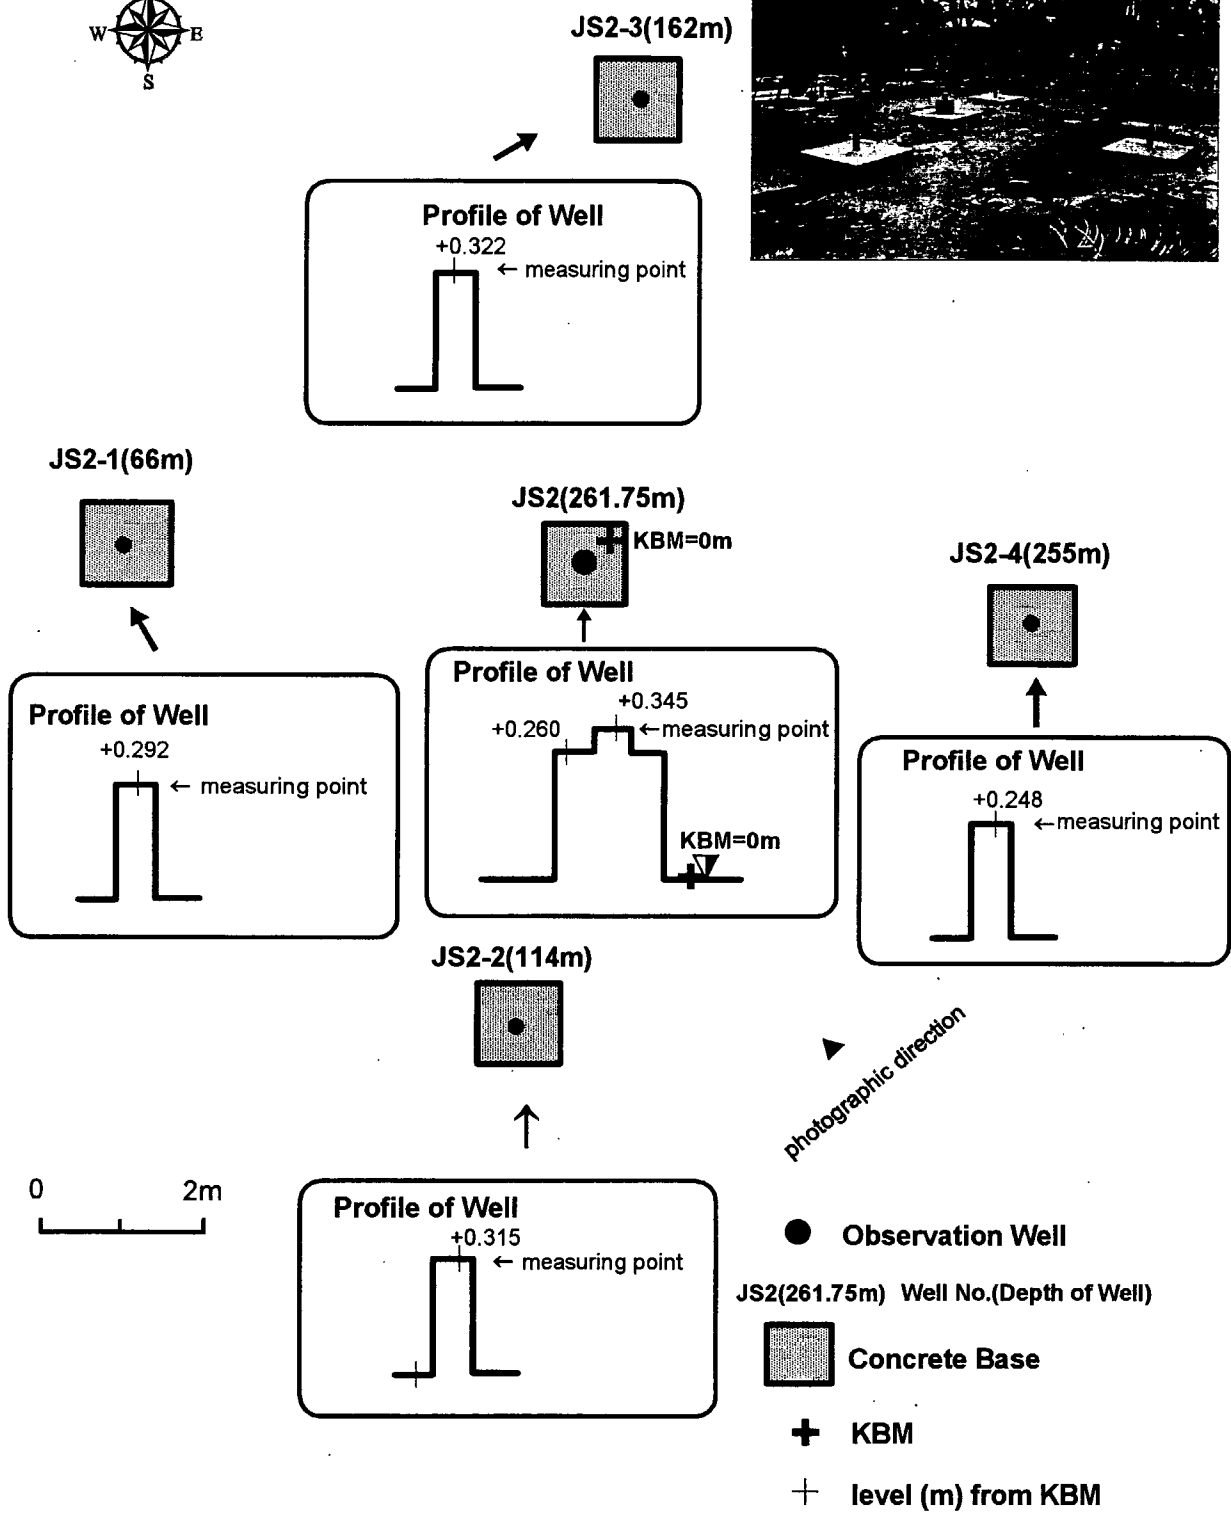 W E
S
JS2-3(162m)
Profile of Well
+0.322
← measuring point
JS2-1(66m)
JS2(261.75m)
KBM=0m
JS2-4(255m)
Profile of Well
+0.292
← measuring point
Profile of Well
+0.345
+0.260
←measuring point
KBM=0m
Profile of Well
+0.248
←measuring point
JS2-2(114m)
photographic direction
0 2m
Profile of Well
+0.315
← measuring point
Observation Well
JS2(261.75m) Well No.(Depth of Well)
Concrete Base
KBM
level (m) from KBM